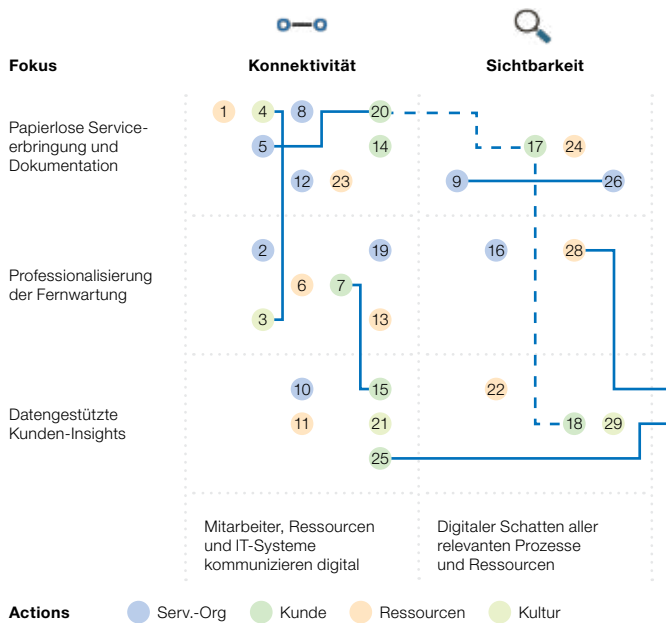 Fokus Konnektivität Sichtbarkeit
1 4 8 20
Papierlose Service-
erbringung und
Dokumentation
5 14 17 24
12 23 9 26
2 19 16 28
Professionalisierung
der Fernwartung
6 7
3 13
10 15 22
Datengestützte
Kunden-Insights
11 21 18 29
25
Mitarbeiter, Ressourcen
und IT-Systeme
kommunizieren digital
Digitaler Schatten aller
relevanten Prozesse
und Ressourcen
Actions Serv.-Org Kunde Ressourcen Kultur